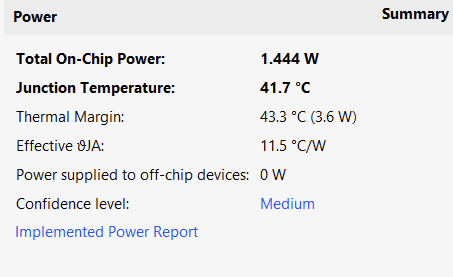 Power Summary
Total On-Chip Power: 1.444 W
Junction Temperature: 41.7 °C
Thermal Margin: 43.3 °C (3.6 W)
Effective ϑJA: 11.5 °C/W
Power supplied to off-chip devices: 0 W
Confidence level: Medium
Implemented Power Report